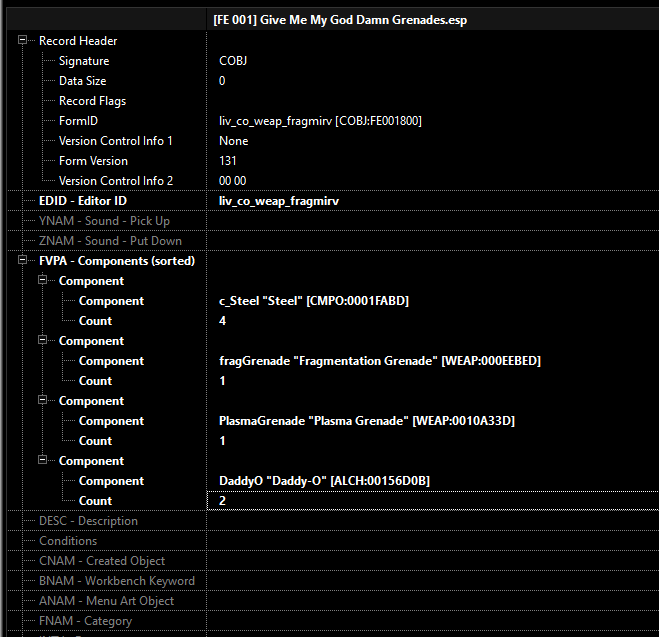 [FE 001] Give Me My God Damn Grenades.esp
Record Header
Signature COBJ
Data Size 0
Record Flags
FormID liv_co_weap_fragmirv [COBJ:FE001800]
Version Control Info 1 None
Form Version 131
Version Control Info 2 00 00
EDID - Editor ID liv_co_weap_fragmirv
YNAM - Sound - Pick Up
ZNAM - Sound - Put Down
FVPA - Components (sorted)
Component
Component c_Steel "Steel" [CMPO:0001FABD]
Count 4
Component
Component fragGrenade "Fragmentation Grenade" [WEAP:000EEBED]
Count 1
Component
Component PlasmaGrenade "Plasma Grenade" [WEAP:0010A33D]
Count 1
Component
Component DaddyO "Daddy-O" [ALCH:00156D0B]
Count 2
DESC - Description
Conditions
CNAM - Created Object
BNAM - Workbench Keyword
ANAM - Menu Art Object
FNAM - Category